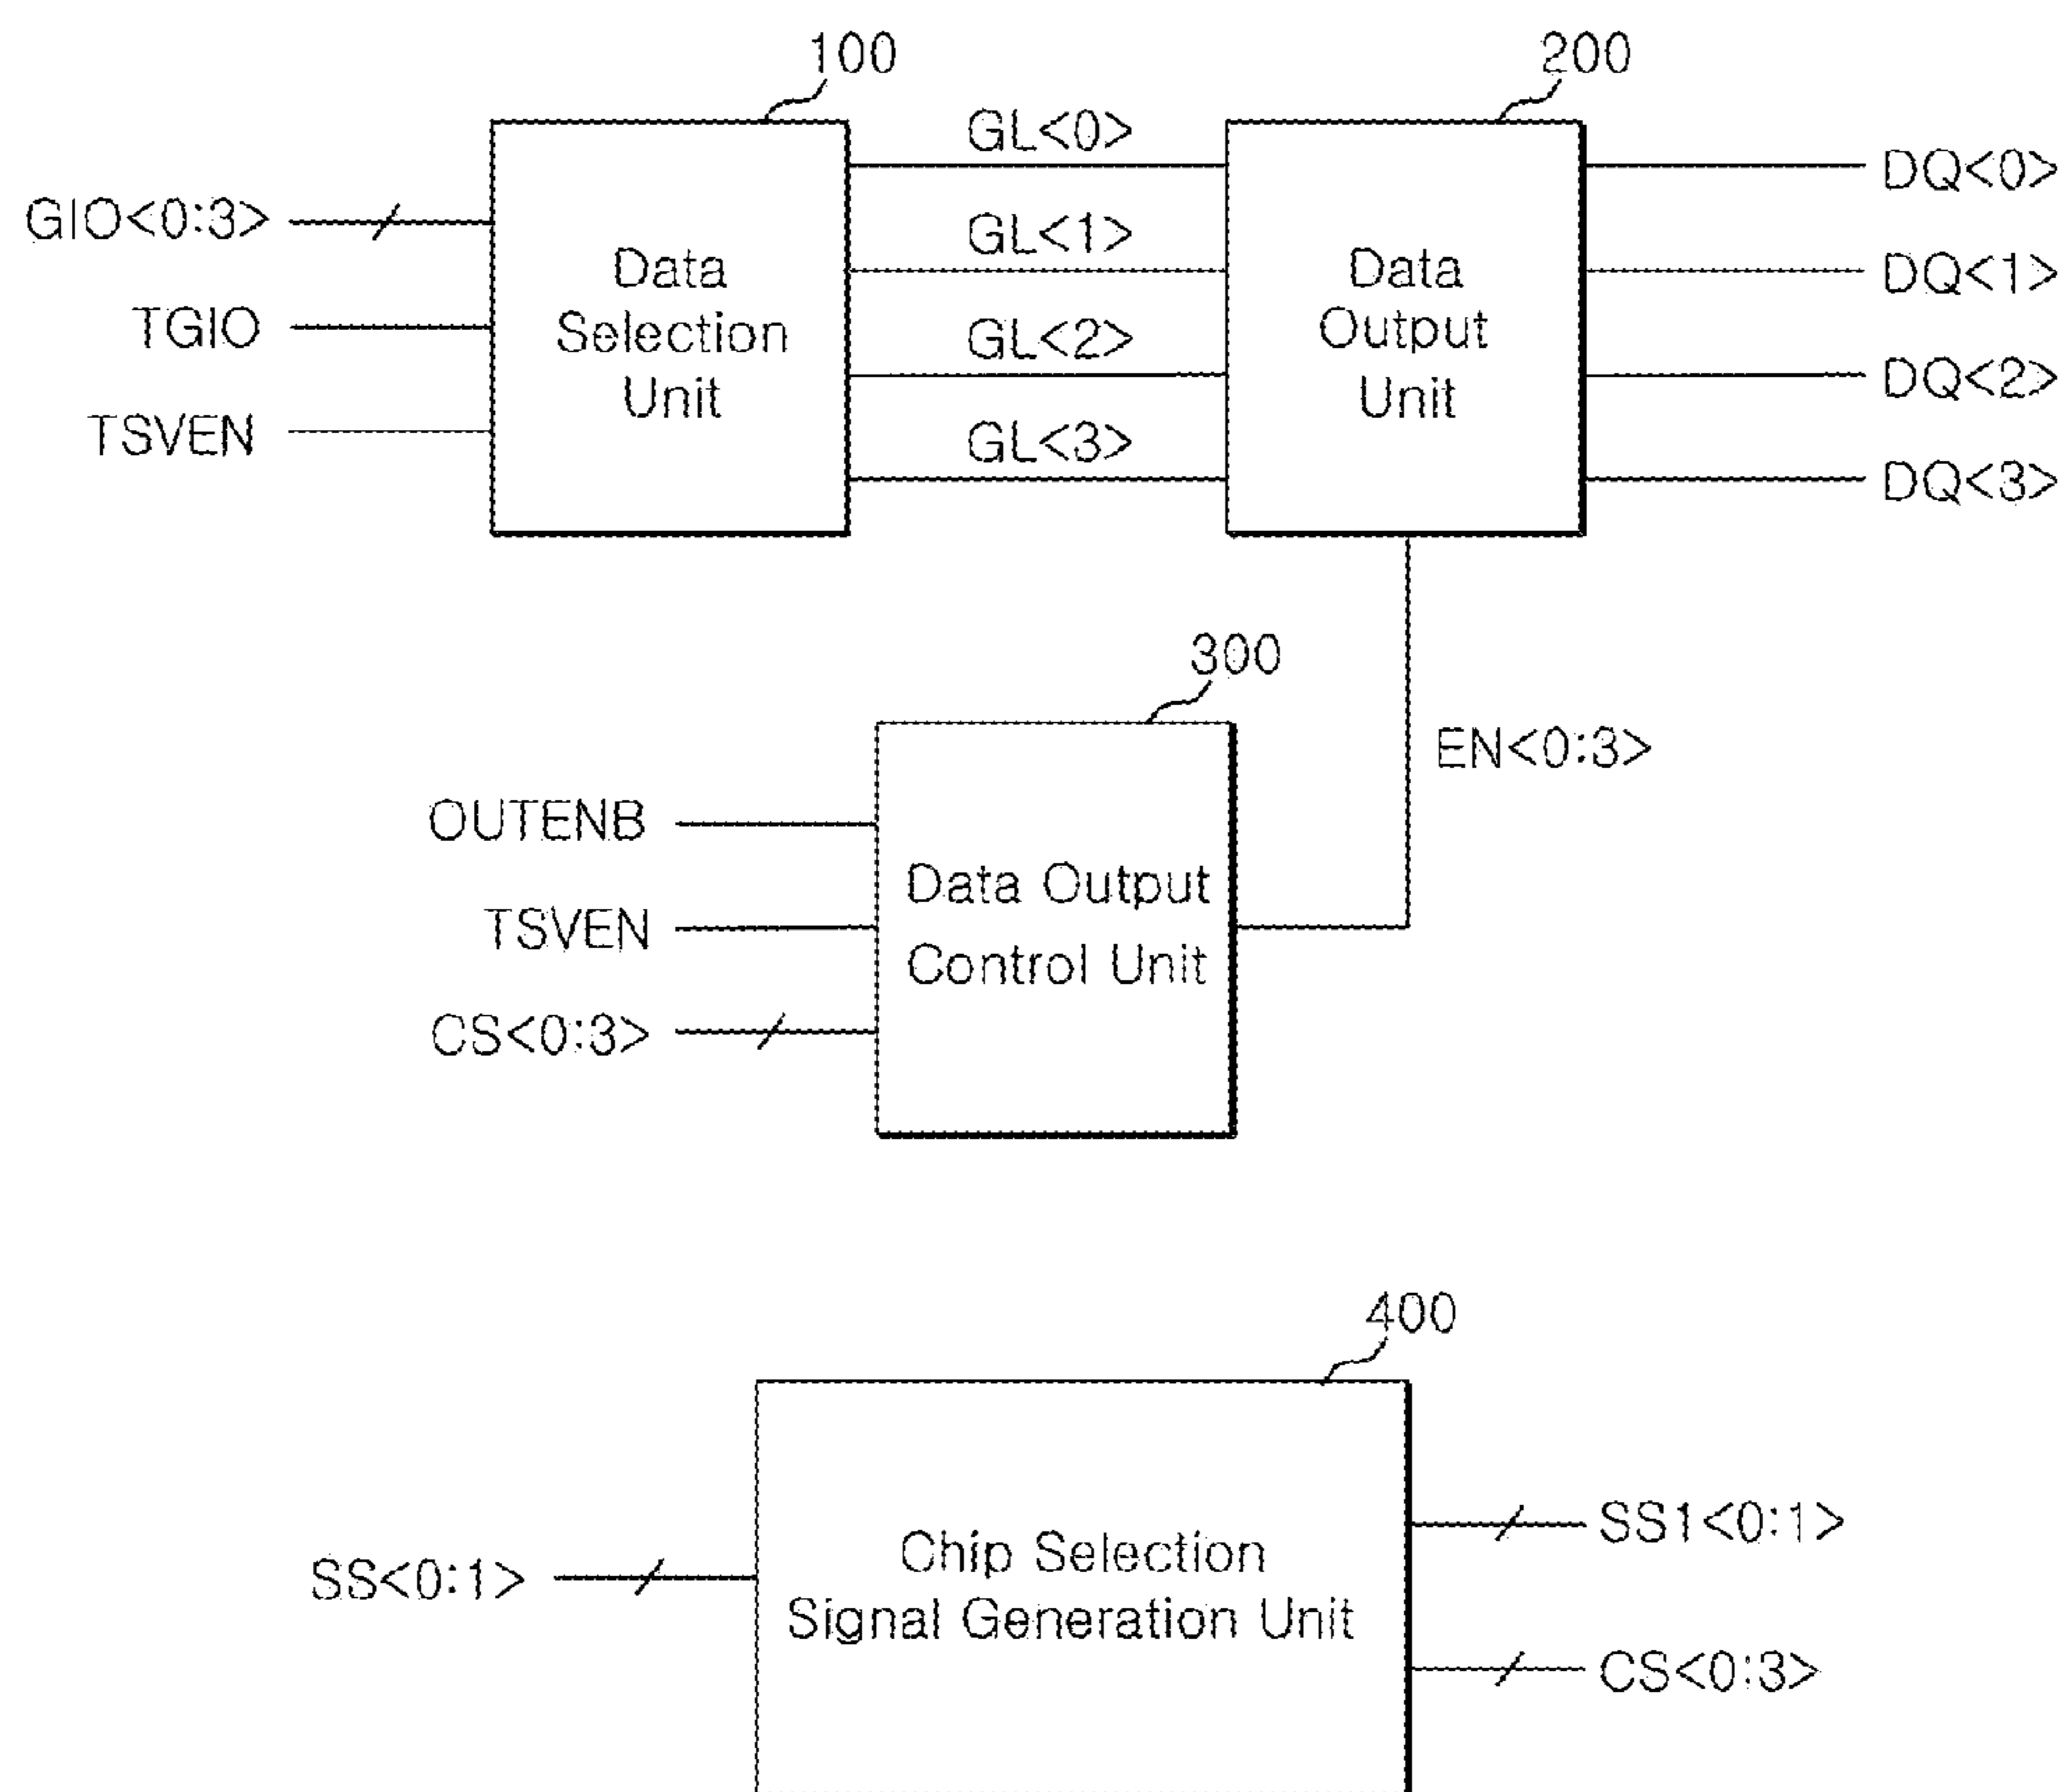 100
200
GL<0>
DQ<0>
GIO<0:3>
GL<1>
Data
Selection
Unit
Data
Output
Unit
DQ<1>
TGIO
GL<2>
DQ<2>
TSVEN
GL<3>
DQ<3>
300
EN<0:3>
OUTENB
Data Output
Control Unit
TSVEN
CS<0:3>
400
SS<0:1>
Chip Selection
Signal Generation Unit
SS1<0:1>
CS<0:3>